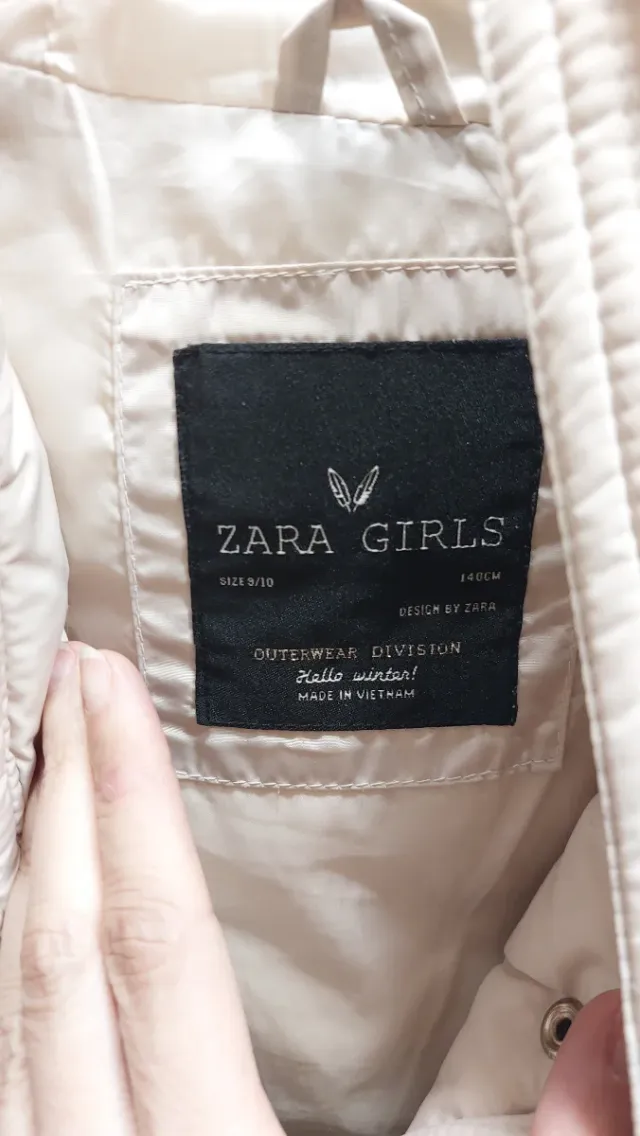 ZARA GIRLS
SIZE 9/10 140CM
DESIGN BY ZARA
OUTERWEAR DIVISION
Hello winter!
MADE IN VIETNAM